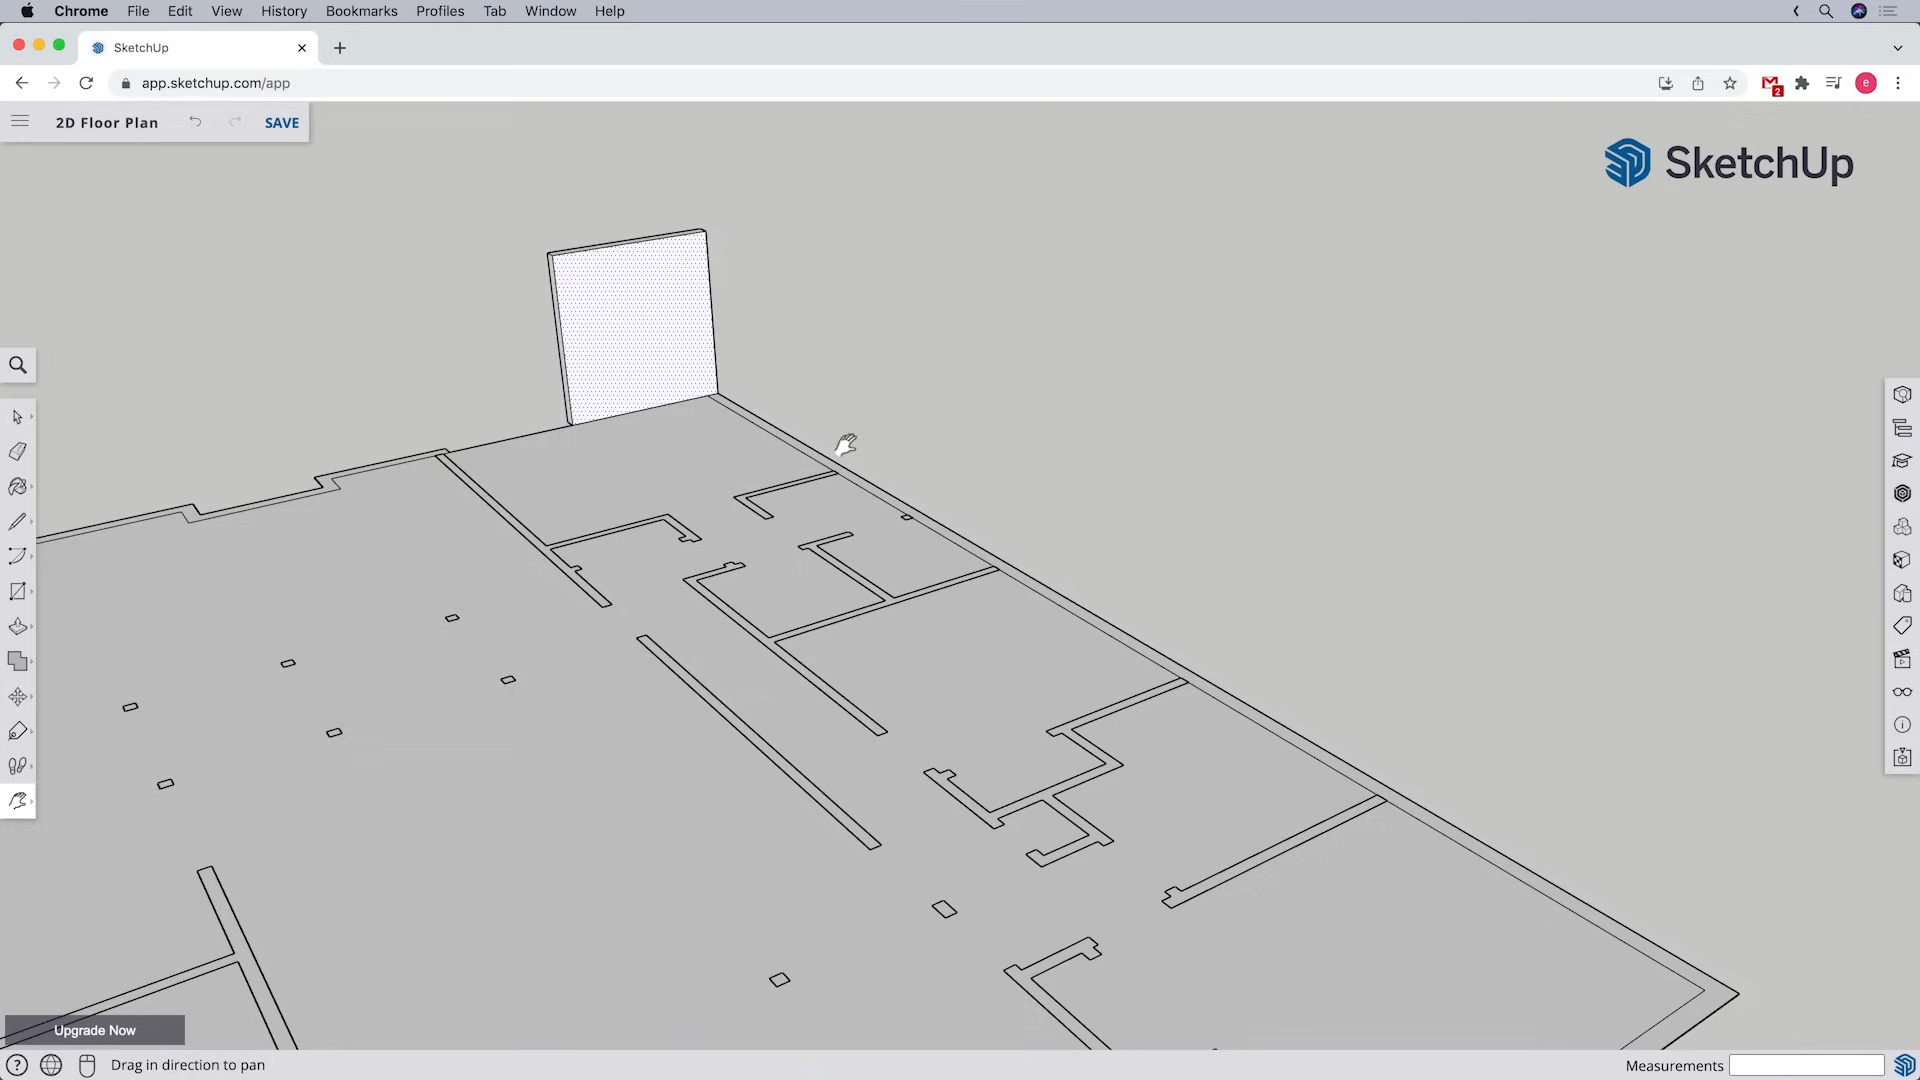 Chrome File Edit View History Bookmarks Profiles Tab Window Help
SketchUp
app.sketchup.com/app
2
e
2D Floor Plan SAVE
SketchUp
Upgrade Now
? Drag in direction to pan
Measurements